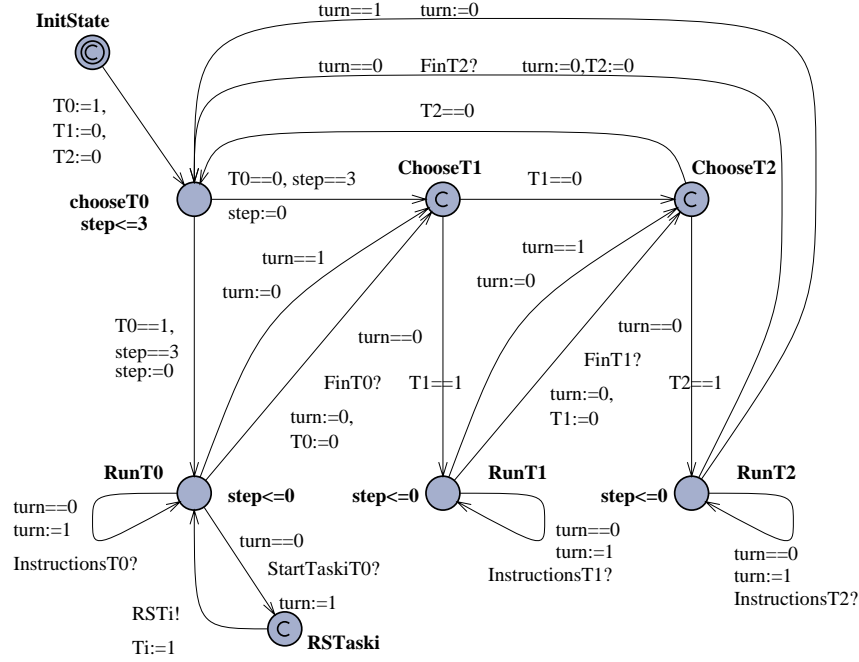 turn==1 turn:=0
InitState
turn==0 FinT2? turn:=0,T2:=0
C
T0:=1,
T1:=0,
T2:=0
T2==0
ChooseT1
ChooseT2
chooseT0
step<=3
T0==0, step==3
step:=0
C
T1==0
C
turn==1
turn:=0
turn==1
turn:=0
T0==1,
step==3
step:=0
turn==0
FinT0?
turn:=0,
T0:=0
T1==1
turn==0
FinT1?
turn:=0,
T1:=0
T2==1
RunT0
step<=0
RunT1
step<=0
RunT2
step<=0
turn==0
turn:=1
InstructionsT0?
turn==0
StartTaskiT0?
turn:=1
turn==0
turn:=1
InstructionsT1?
turn==0
turn:=1
InstructionsT2?
RSTi!
Ti:=1
C
RSTaski